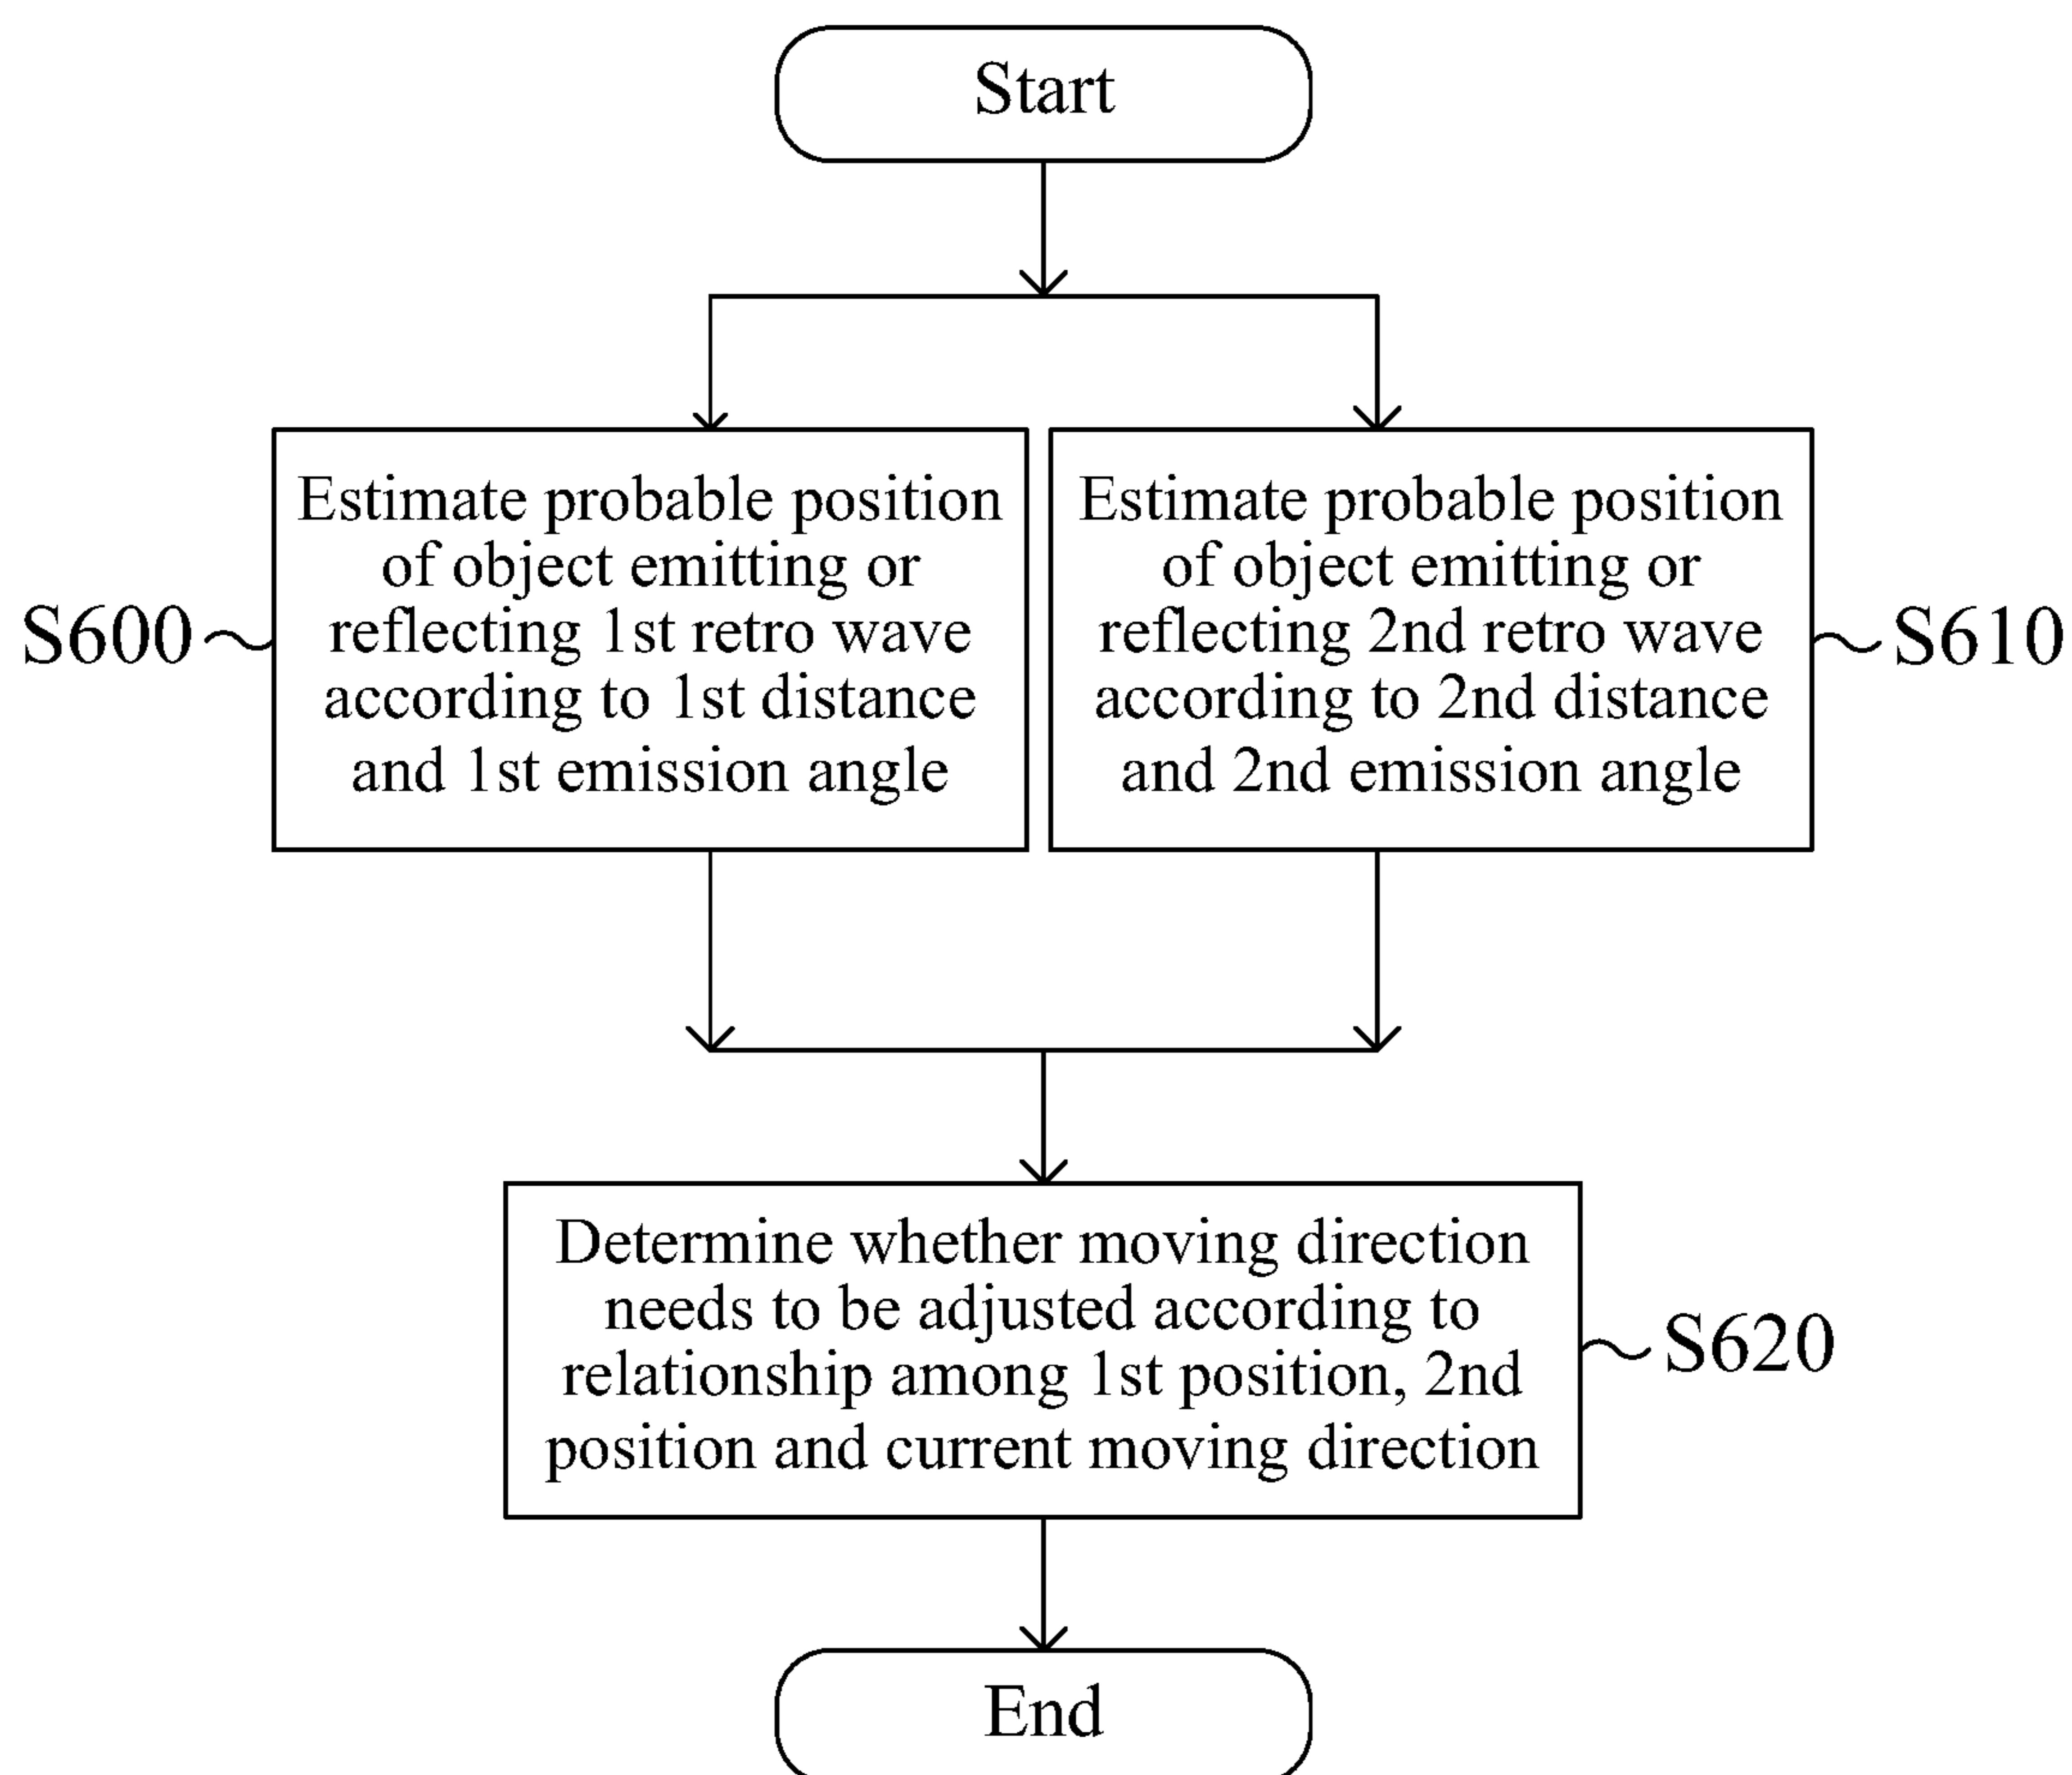 Start
Estimate probable position
of object emitting or
reflecting 1st retro wave
according to 1st distance
and 1st emission angle
S600
Estimate probable position
of object emitting or
reflecting 2nd retro wave
according to 2nd distance
and 2nd emission angle
S610
Determine whether moving direction
needs to be adjusted according to
relationship among 1st position, 2nd
position and current moving direction
S620
End